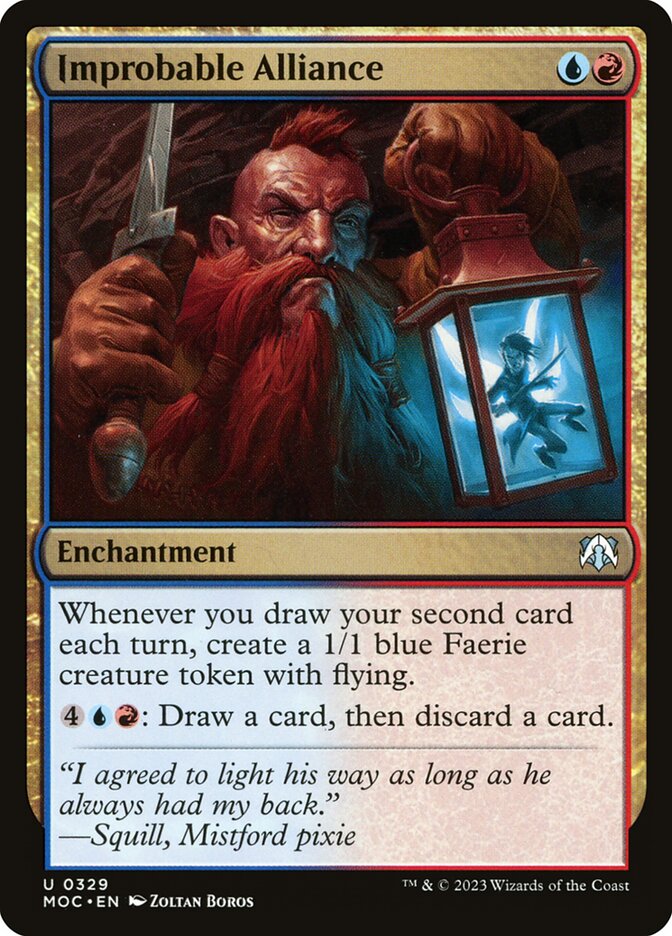 Improbable Alliance
Enchantment
Whenever you draw your second card
each turn, create a 1/1 blue Faerie
creature token with flying.
4: Draw a card, then discard a card.
“I agreed to light his way as long as he
always had my back.”
—Squill, Mistford pixie
U 0329
MOC • EN Zoltan Boros
™ & © 2023 Wizards of the Coast